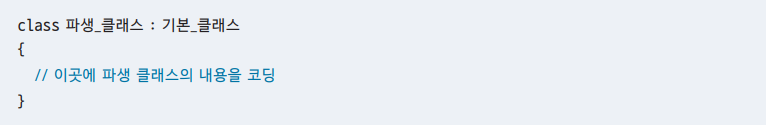 class 파생_클래스 : 기본_클래스
{
// 이곳에 파생 클래스의 내용을 코딩
}